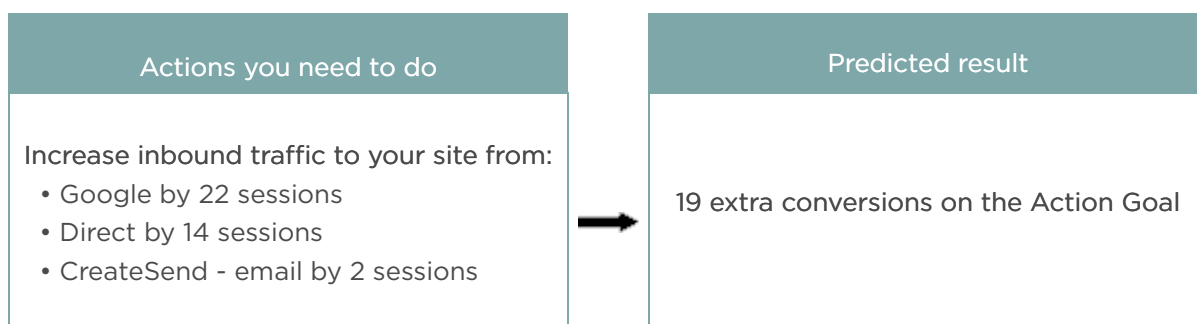 Actions you need to do
Increase inbound traffic to your site from:
• Google by 22 sessions
• Direct by 14 sessions
• CreateSend - email by 2 sessions
Predicted result
19 extra conversions on the Action Goal